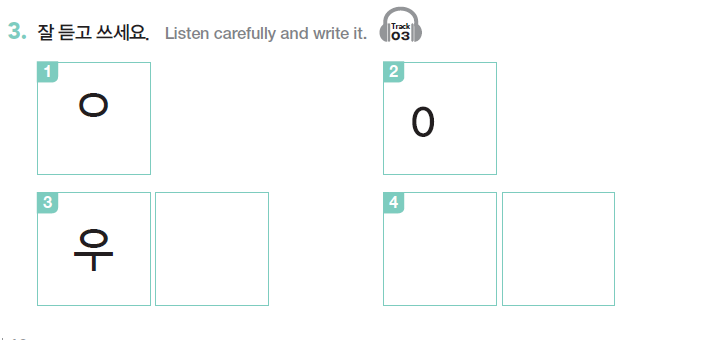 3. 잘 듣고 쓰세요. Listen carefully and write it. Track 03
1 ㅇ
2 ㅇ
3 우
4